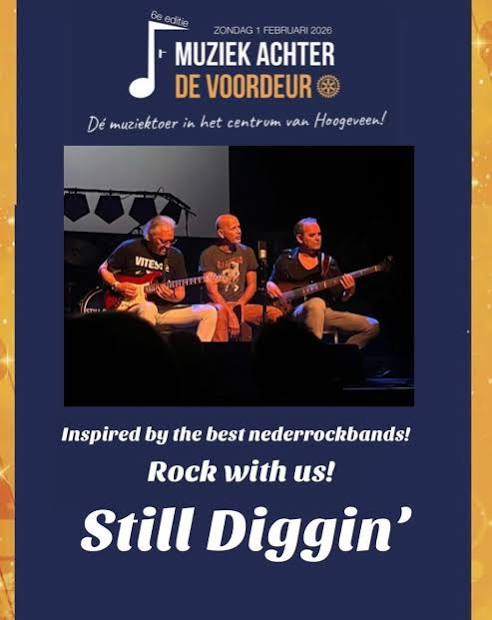 6e editie
ZONDAG 1 FEBRUARI 2026
MUZIEK ACHTER
DE VOORDEUR
Dé muziektoer in het centrum van Hoogeveen!
VITESSE
Inspired by the best nederrockbands!
Rock with us!
Still Diggin’